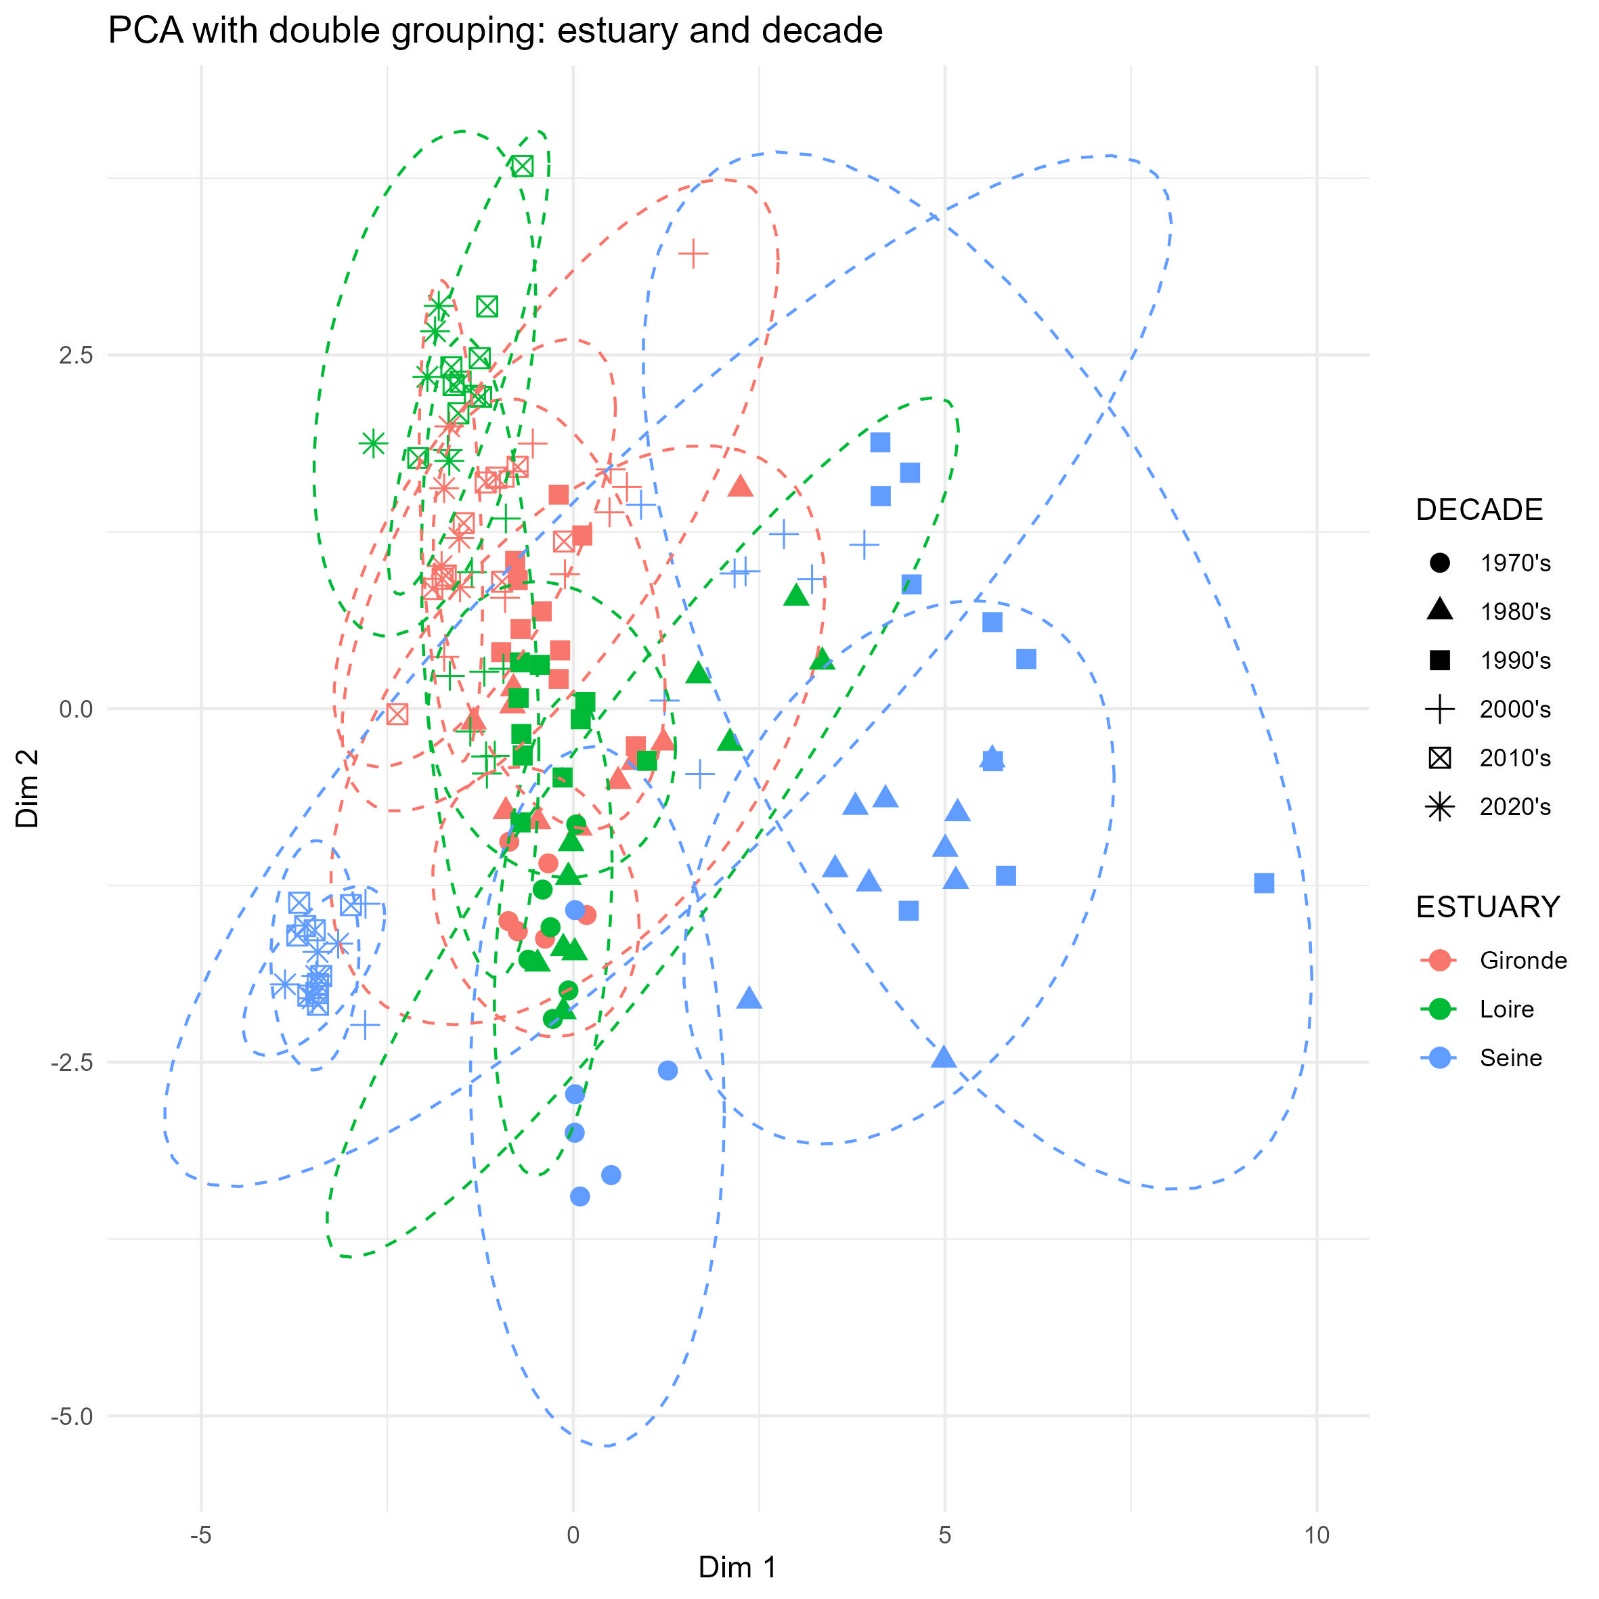 PCA with double grouping: estuary and decade
Dim 2
2.5
0.0
-2.5
-5.0
-5
0
5
10
Dim 1
DECADE
1970's
1980's
1990's
2000's
2010's
2020's
ESTUARY
Gironde
Loire
Seine